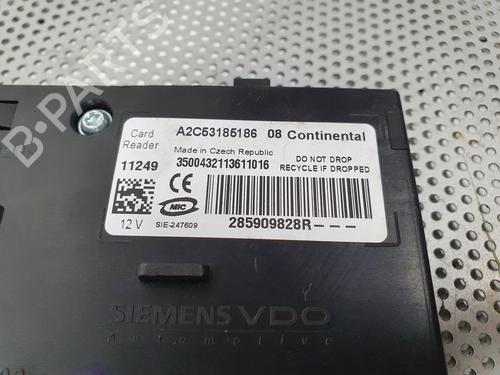 Card Reader A2C53185186 08 Continental
Made in Czech Republic
11249 3500432113611016 DO NOT DROP
RECYCLE IF DROPPED
CE
MIC
12 V SIE-247609 285909828R---
SIEMENS VDO
Automotive
B-PARTS